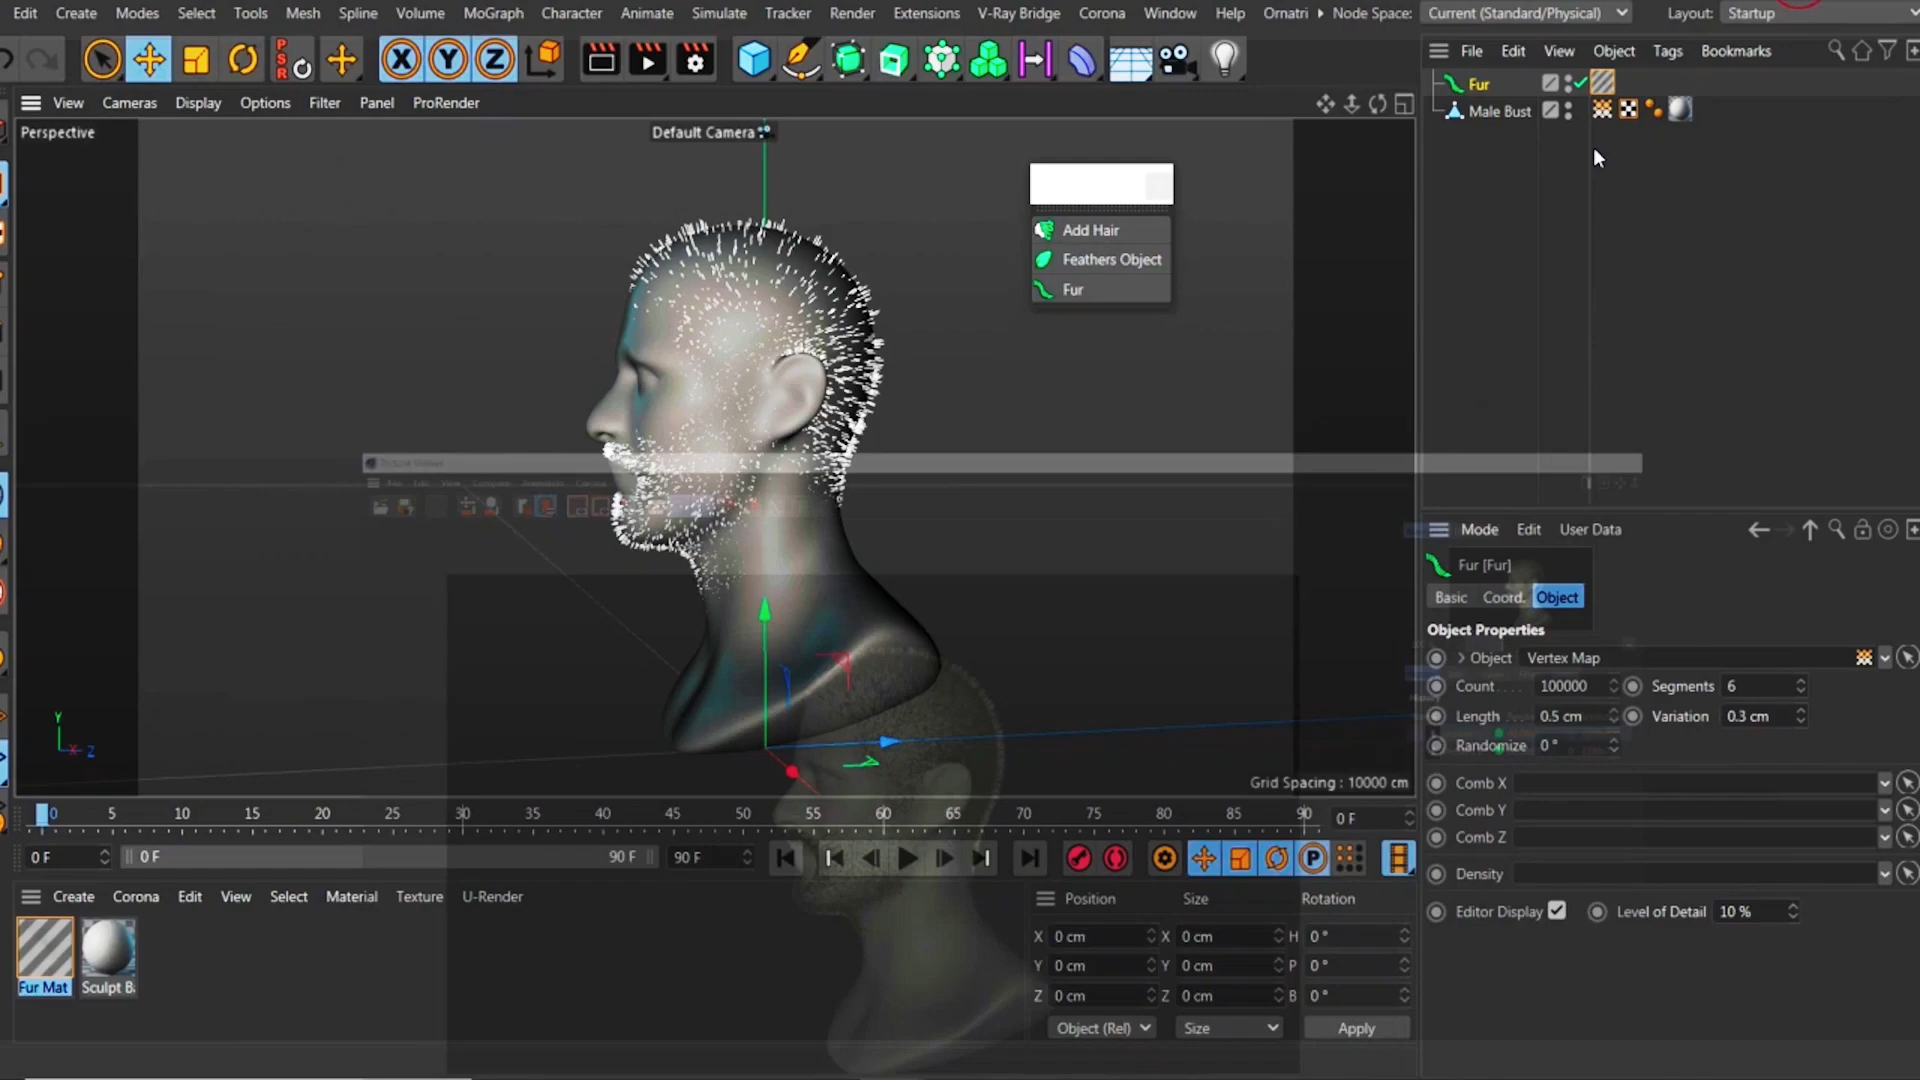 Edit Create Modes Select Tools Mesh Spline Volume MoGraph Character Animate Simulate Tracker Render Extensions V-Ray Bridge Corona Window Help Ornatri Node Space: Current (Standard/Physical) Layout: Startup
PSR X Y Z
File Edit View Object Tags Bookmarks
Fur
Male Bust
View Cameras Display Options Filter Panel ProRender
Perspective
Default Camera
Add Hair
Feathers Object
Fur
Y
X Z
Grid Spacing : 10000 cm
Mode Edit User Data
Fur [Fur]
Basic Coord. Object
Object Properties
Object Vertex Map
Count 100000 Segments 6
Length 0.5 cm Variation 0.3 cm
Randomize 0 °
Comb X
Comb Y
Comb Z
Density
Editor Display Level of Detail 10 %
0 5 10 15 20 25 30 35 40 45 50 55 60 65 70 75 80 85 90 0 F
0 F 0 F 90 F 90 F P
Create Corona Edit View Select Material Texture U-Render
Fur Mat Sculpt B
Position Size Rotation
X 0 cm X 0 cm H 0 °
Y 0 cm Y 0 cm P 0 °
Z 0 cm Z 0 cm B 0 °
Object (Rel) Size Apply